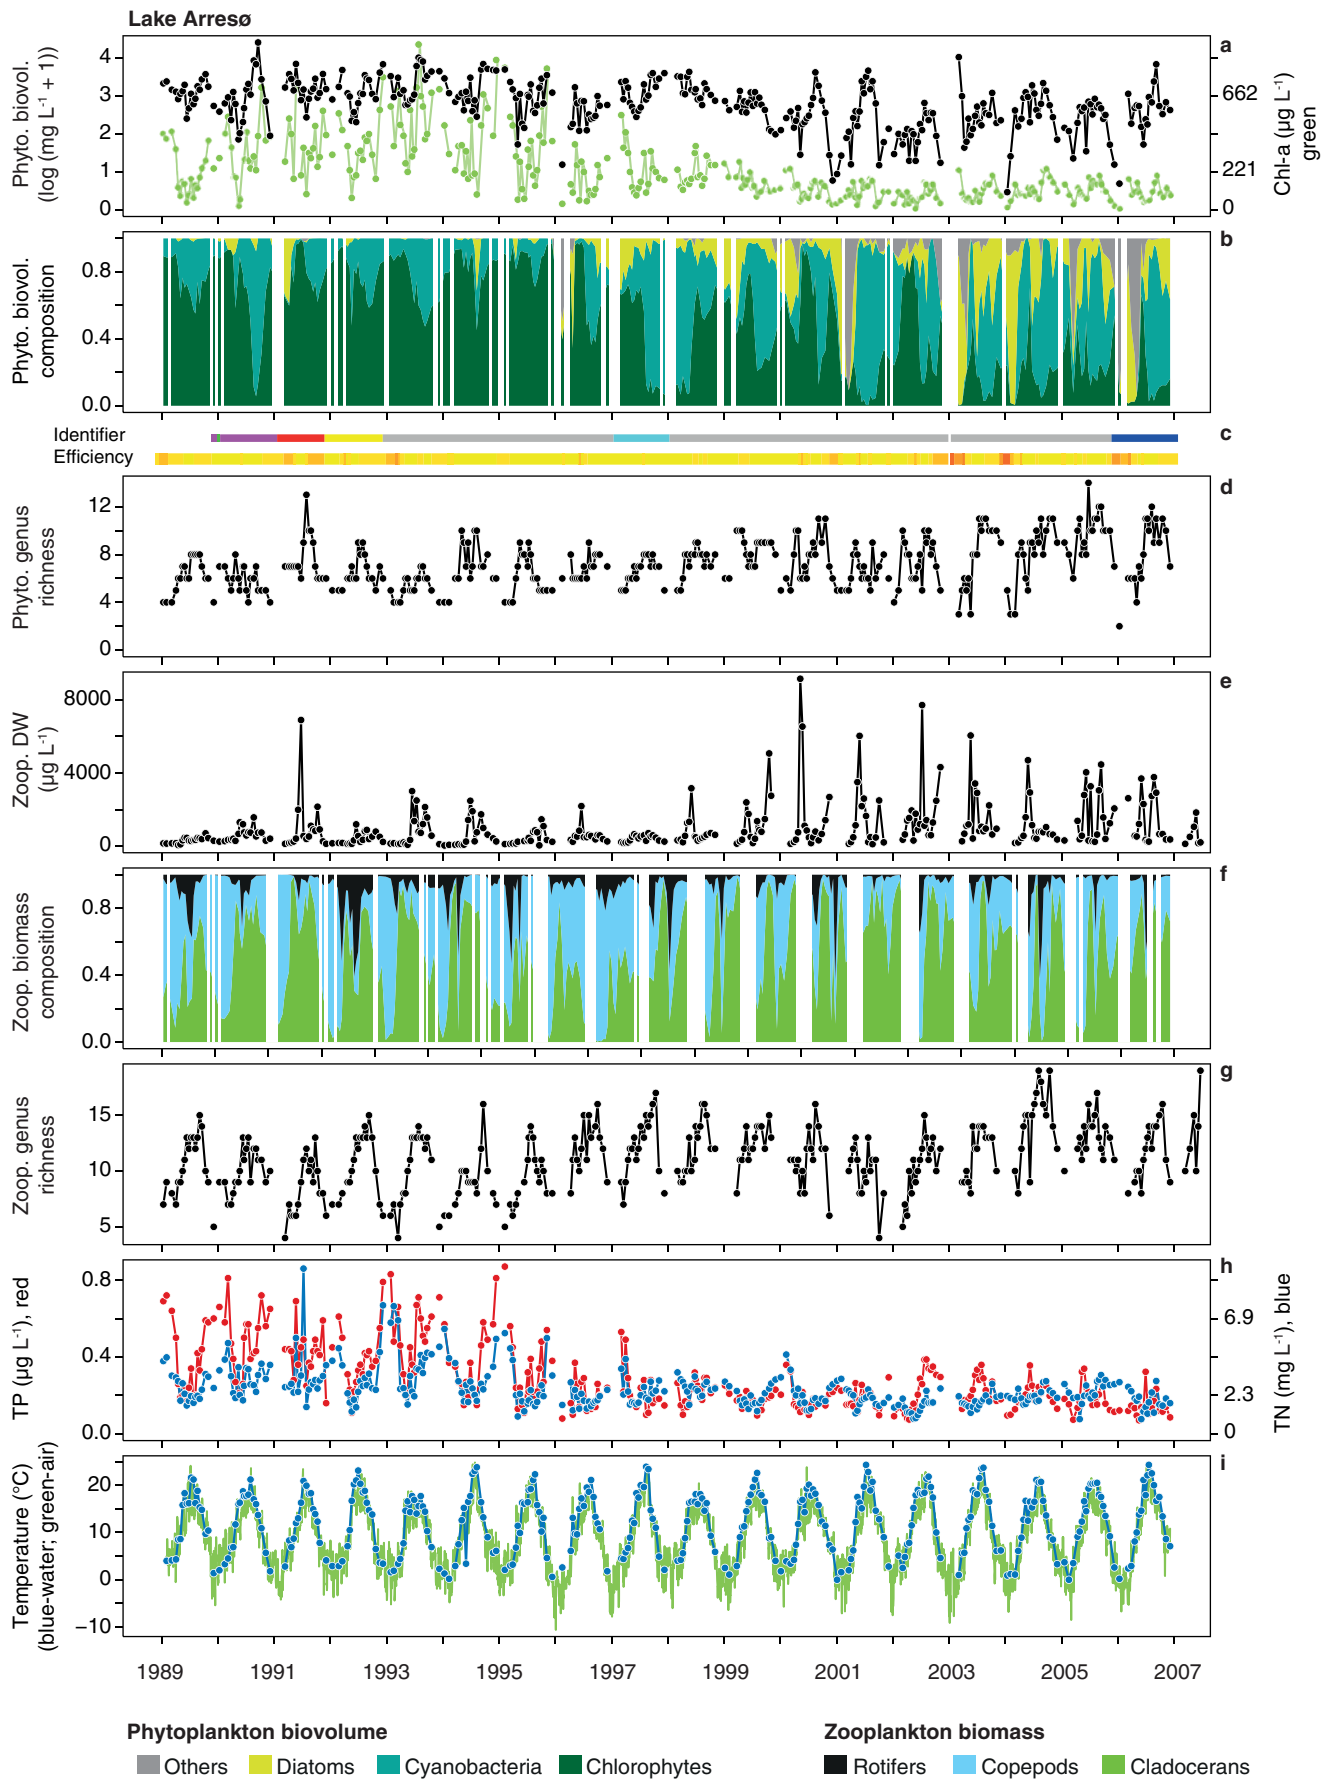 Lake Arresø
a
Phyto. biovol.
(log (mg L⁻¹ + 1))
4
3
2
1
0
662
221
0
Chl-a (µg L⁻¹)
green
b
Phyto. biovol.
composition
0.8
0.4
0.0
Identifier
c
Efficiency
d
Phyto. genus
richness
12
8
4
0
e
Zoop. DW
(µg L⁻¹)
8000
4000
0
f
Zoop. biomass
composition
0.8
0.4
0.0
g
Zoop. genus
richness
15
10
5
h
TP (µg L⁻¹), red
0.8
0.4
0.0
6.9
2.3
0
TN (mg L⁻¹), blue
i
Temperature (°C)
(blue-water; green-air)
20
10
0
−10
1989 1991 1993 1995 1997 1999 2001 2003 2005 2007
Phytoplankton biovolume
Others Diatoms Cyanobacteria Chlorophytes
Zooplankton biomass
Rotifers Copepods Cladocerans